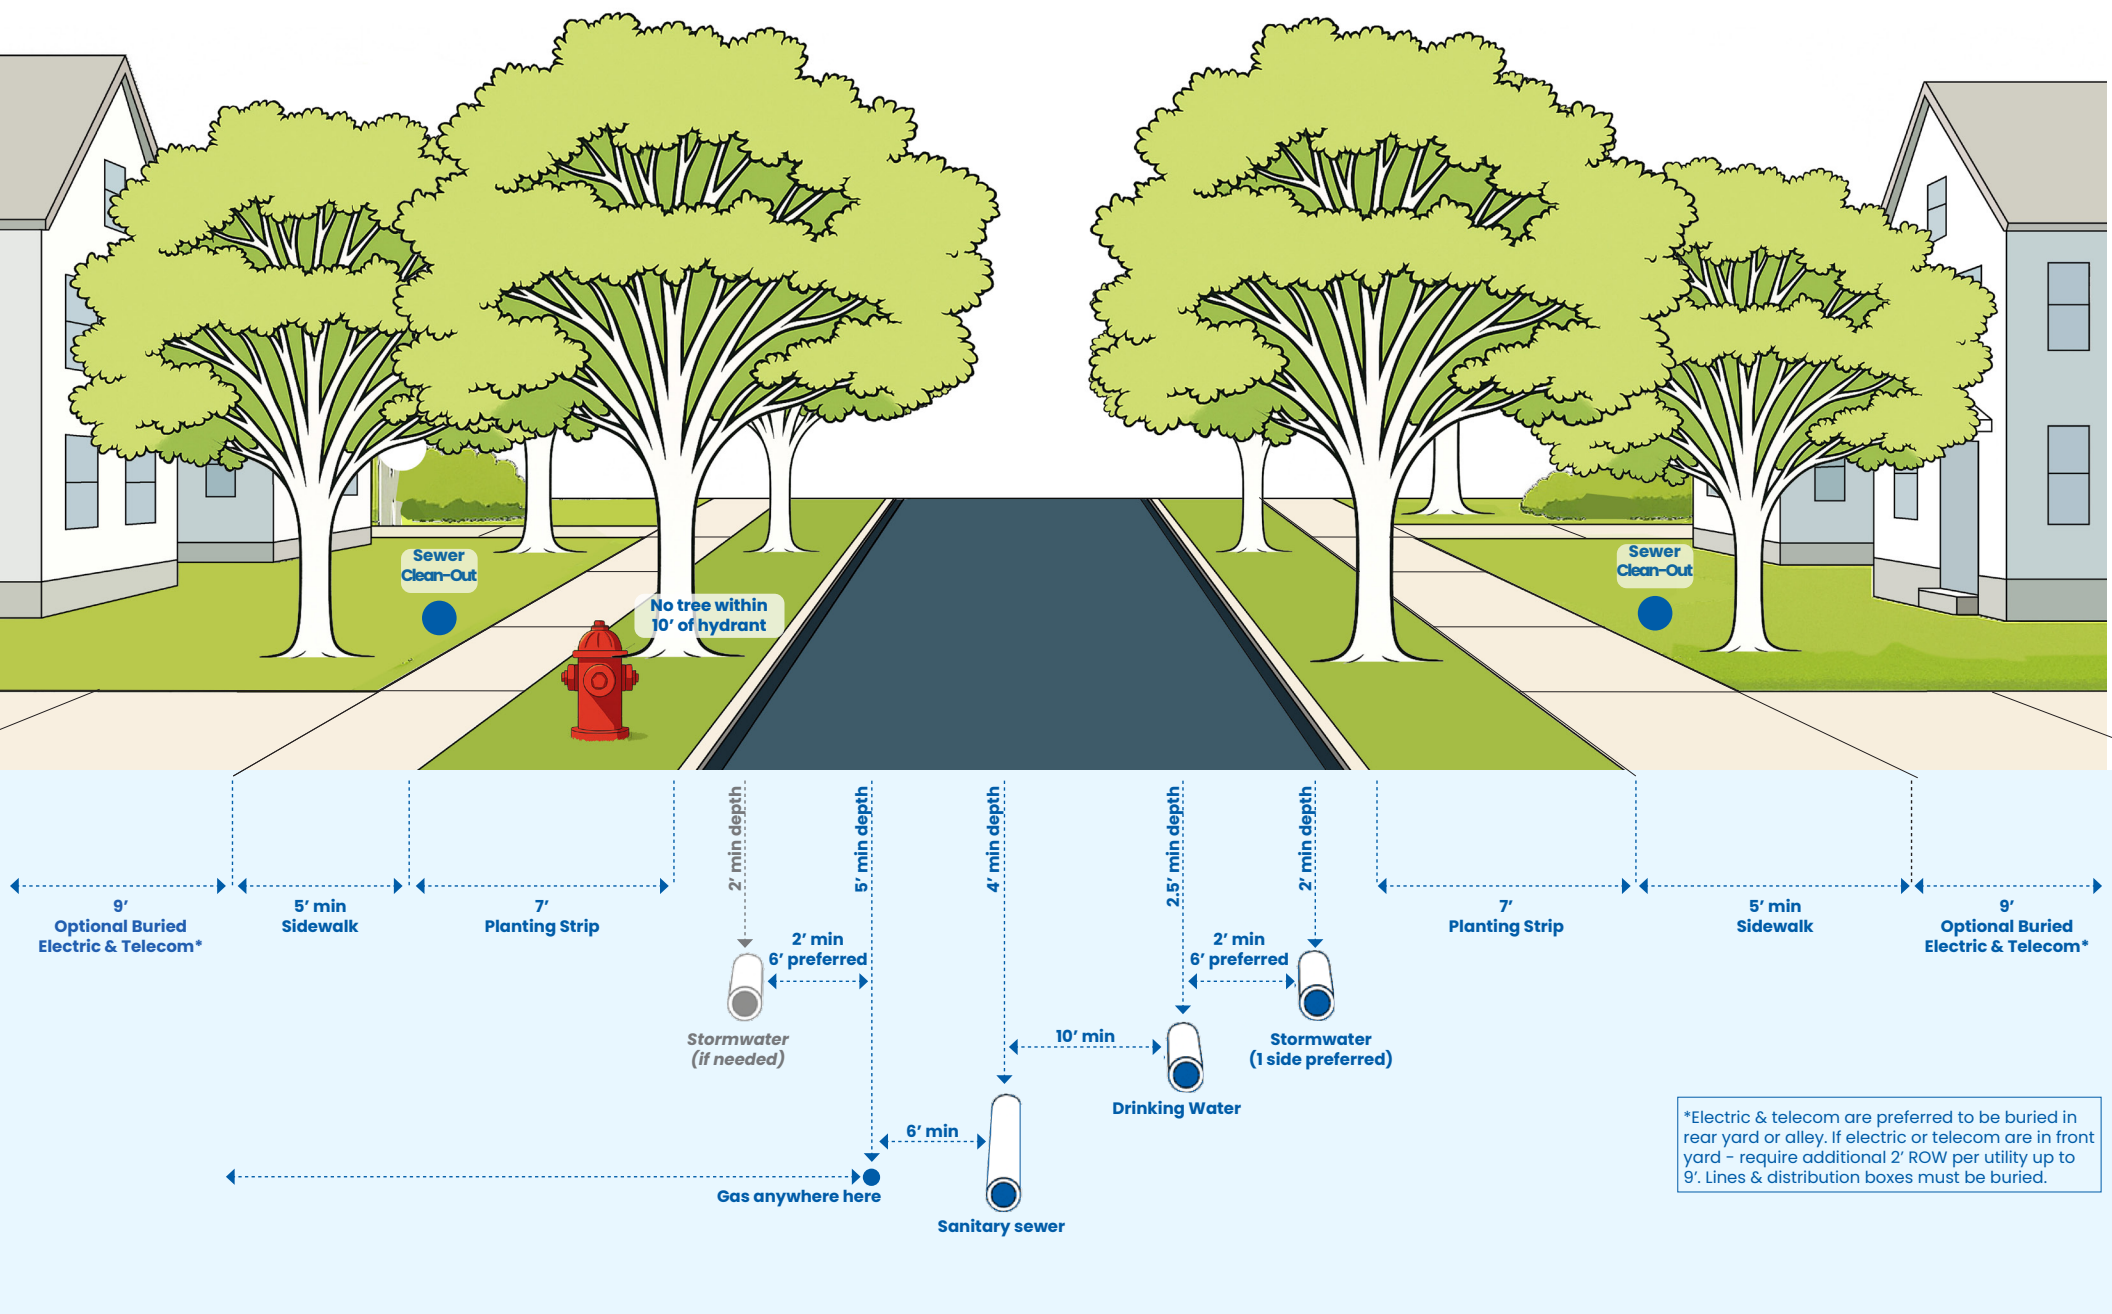 Sewer
Clean-Out
Sewer
Clean-Out
No tree within
10’ of hydrant
2’ min depth
5’ min depth
4’ min depth
2.5’ min depth
2’ min depth
9’
Optional Buried
Electric & Telecom*
5’ min
Sidewalk
7’
Planting Strip
7’
Planting Strip
5’ min
Sidewalk
9’
Optional Buried
Electric & Telecom*
2’ min
6’ preferred
2’ min
6’ preferred
Stormwater
(if needed)
10’ min
Stormwater
(1 side preferred)
Drinking Water
6’ min
Gas anywhere here
Sanitary sewer
*Electric & telecom are preferred to be buried in
rear yard or alley. If electric or telecom are in front
yard - require additional 2’ ROW per utility up to
9’. Lines & distribution boxes must be buried.